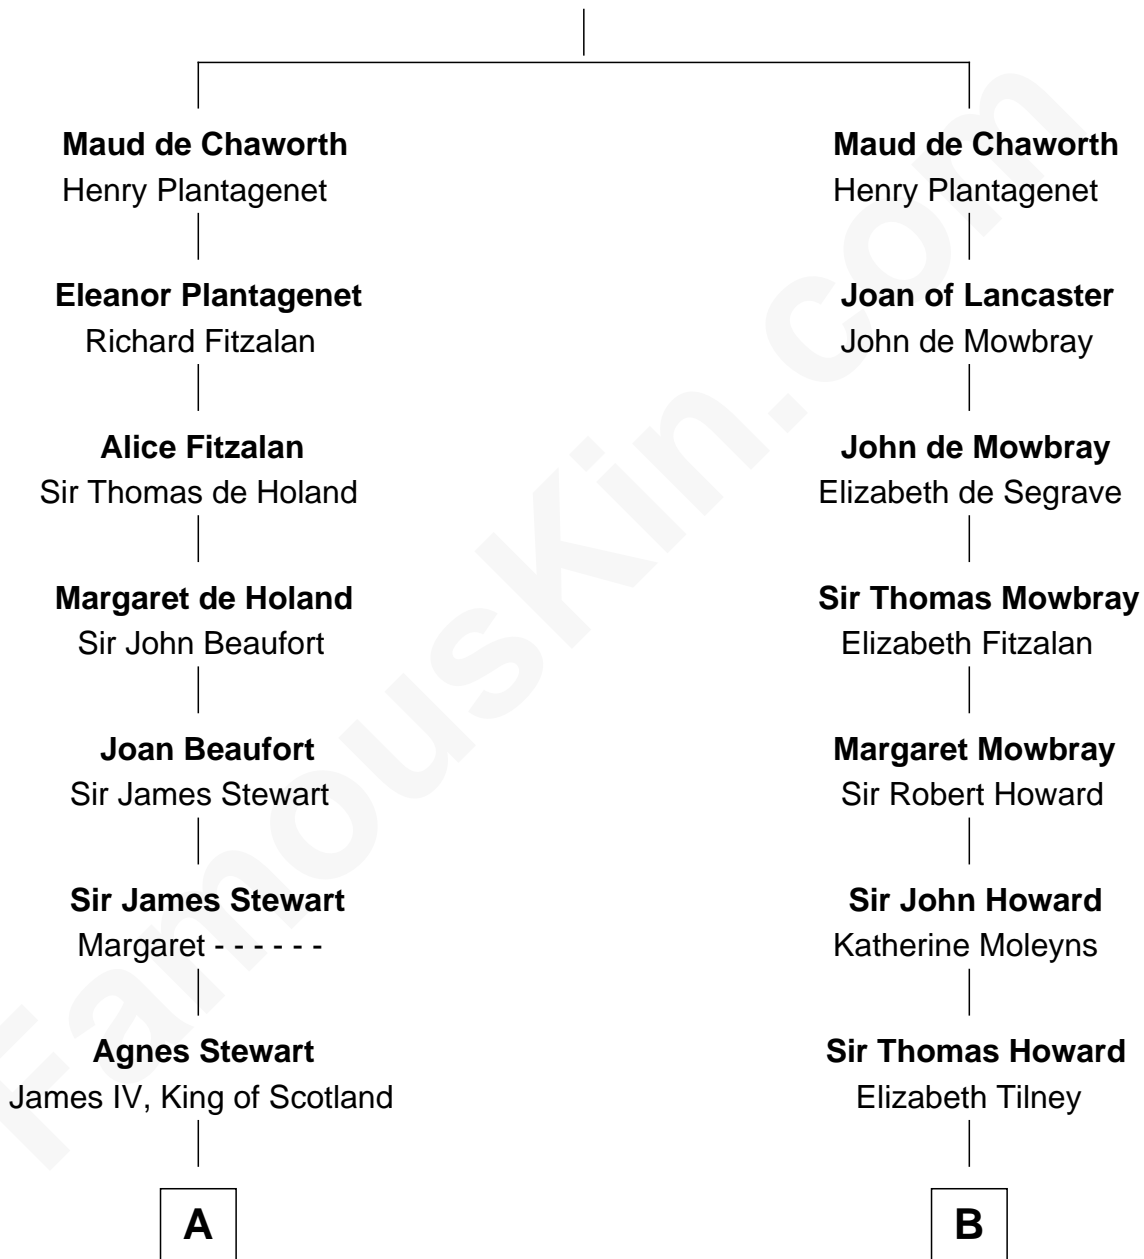 Maud de Chaworth
Henry Plantagenet
Eleanor Plantagenet
Richard Fitzalan
Alice Fitzalan
Sir Thomas de Holand
Margaret de Holand
Sir John Beaufort
Joan Beaufort
Sir James Stewart
Sir James Stewart
Margaret - - - - - -
Agnes Stewart
James IV, King of Scotland
A
Maud de Chaworth
Henry Plantagenet
Joan of Lancaster
John de Mowbray
John de Mowbray
Elizabeth de Segrave
Sir Thomas Mowbray
Elizabeth Fitzalan
Margaret Mowbray
Sir Robert Howard
Sir John Howard
Katherine Moleyns
Sir Thomas Howard
Elizabeth Tilney
B
FamousKin.com